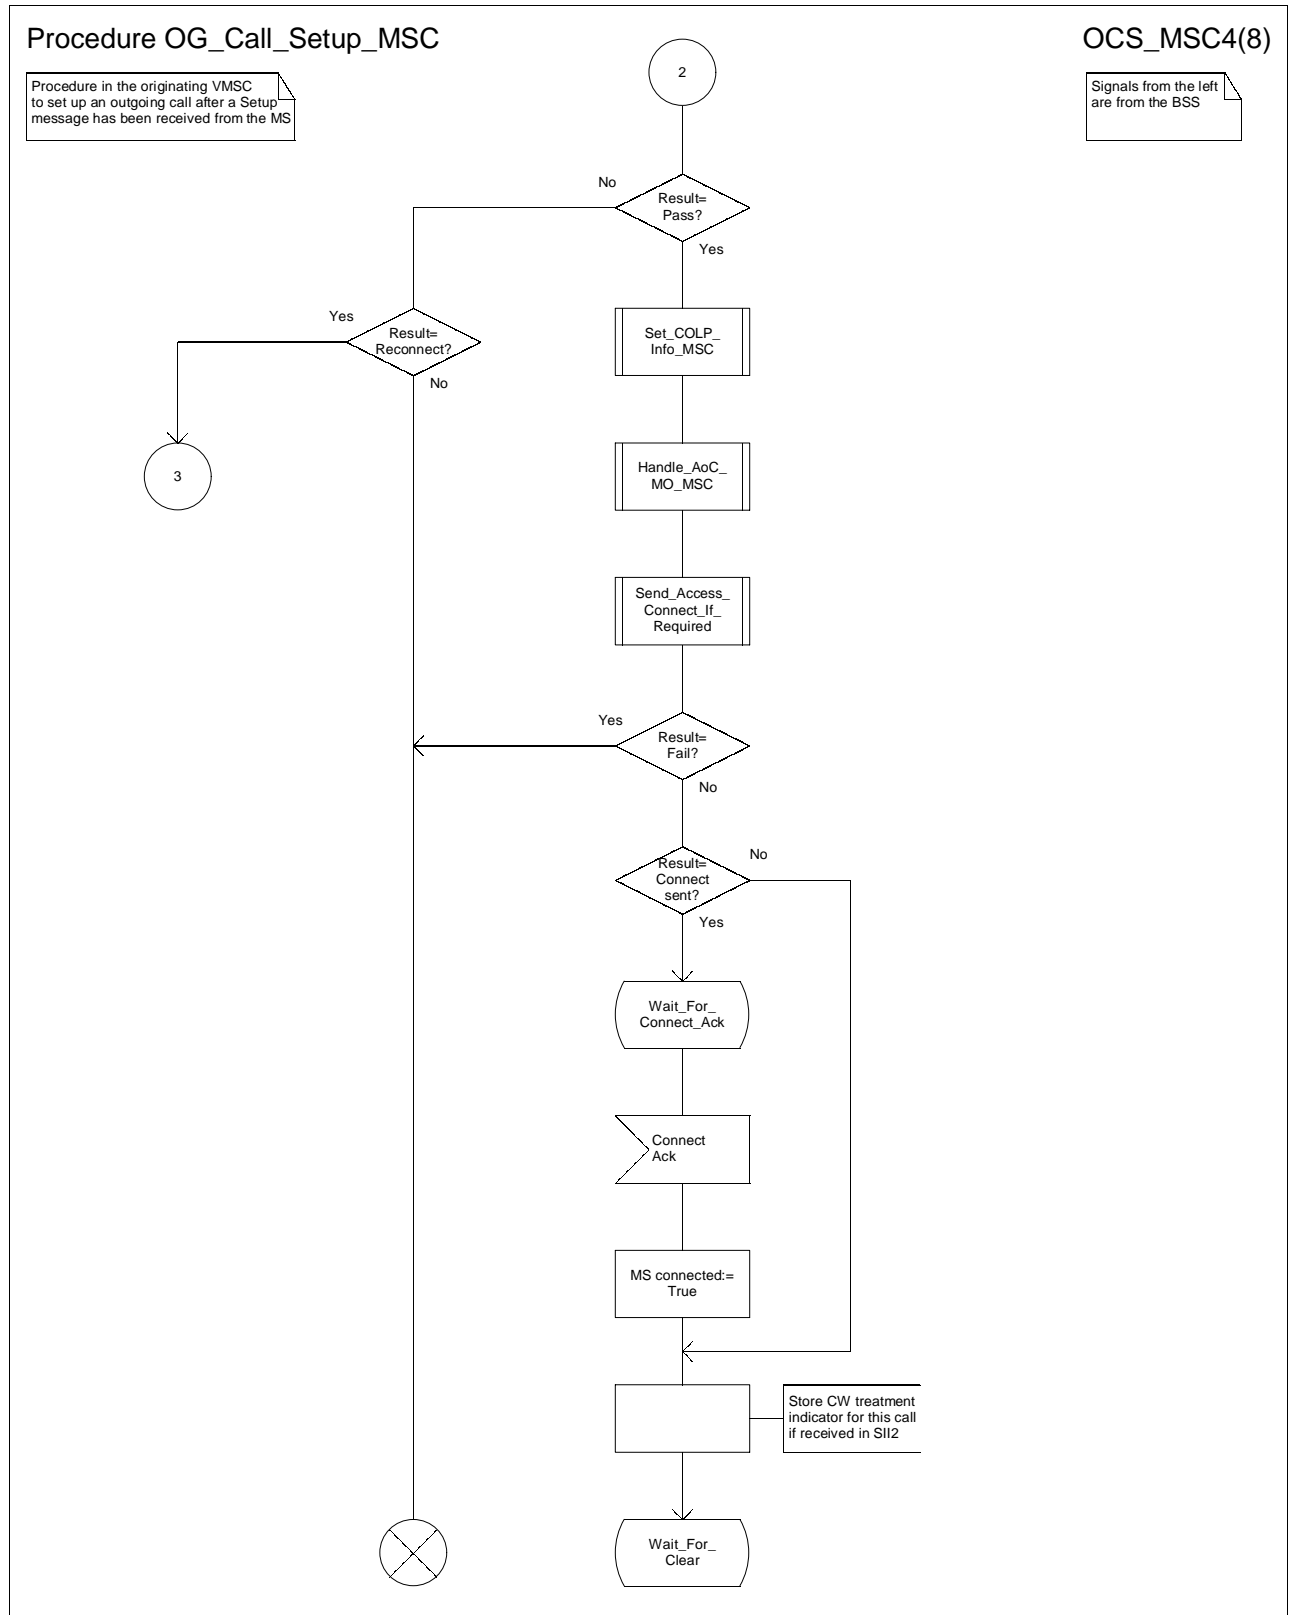 Procedure OG_Call_Setup_MSC
OCS_MSC4(8)
Procedure in the originating VMSC
to set up an outgoing call after a Setup
message has been received from the MS
Signals from the left
are from the BSS
2
No
Result=
Pass?
Yes
Yes
Result=
Reconnect?
No
Set_COLP_
Info_MSC
3
Handle_AoC_
MO_MSC
Send_Access_
Connect_If_
Required
Yes
Result=
Fail?
No
Result=
Connect
sent?
No
Yes
Wait_For_
Connect_Ack
Connect
Ack
MS connected:=
True
Store CW treatment
indicator for this call
if received in SII2
Wait_For_
Clear